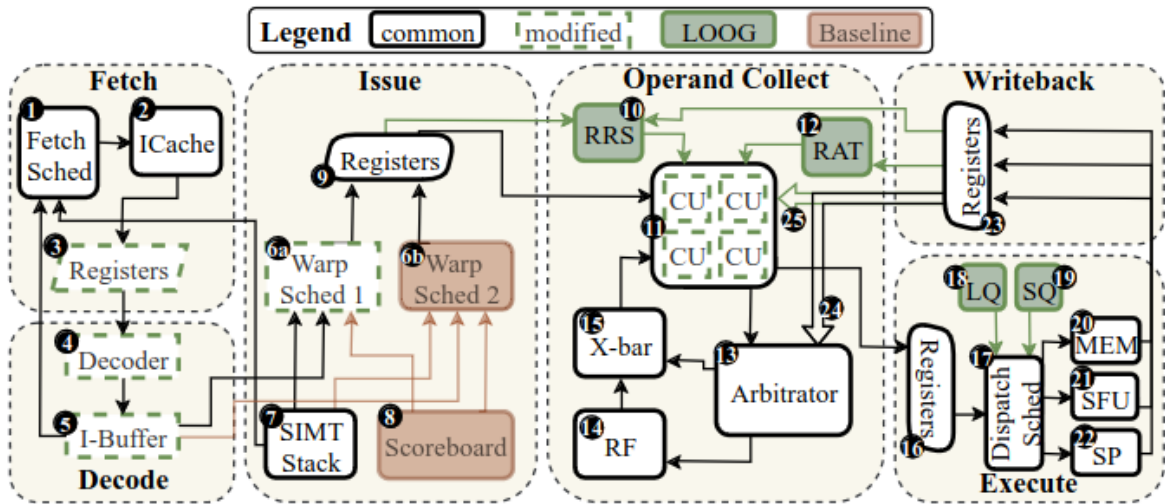 Legend common modified LOOG Baseline
Fetch
1
Fetch
Sched
2
ICache
3
Registers
4
Decoder
5
I-Buffer
Decode
Issue
9
Registers
6a
Warp
Sched 1
6b
Warp
Sched 2
7
SIMT
Stack
8
Scoreboard
Operand Collect
10
RRS
12
RAT
11
CU CU
CU CU
25
24
15
X-bar
13
Arbitrator
14
RF
Writeback
Registers
23
18
LQ
19
SQ
16
Registers
17
Dispatch
Sched
20
MEM
21
SFU
22
SP
Execute